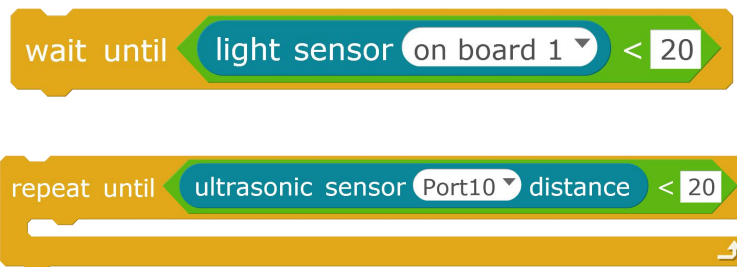 wait until light sensor on board 1 < 20
repeat until ultrasonic sensor Port10 distance < 20